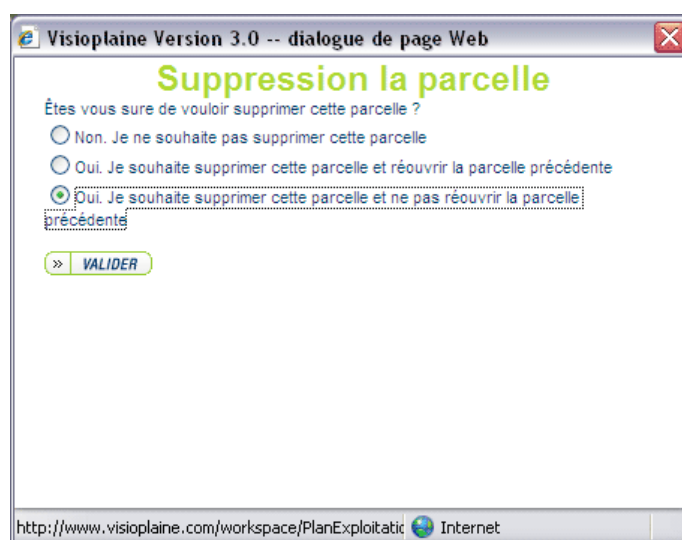 Visioplaine Version 3.0 -- dialogue de page Web
Suppression la parcelle
Êtes vous sure de vouloir supprimer cette parcelle ?
Non. Je ne souhaite pas supprimer cette parcelle
Oui. Je souhaite supprimer cette parcelle et réouvrir la parcelle précédente
Oui. Je souhaite supprimer cette parcelle et ne pas réouvrir la parcelle
précédente
» VALIDER
http://www.visioplaine.com/workspace/PlanExploitatic Internet